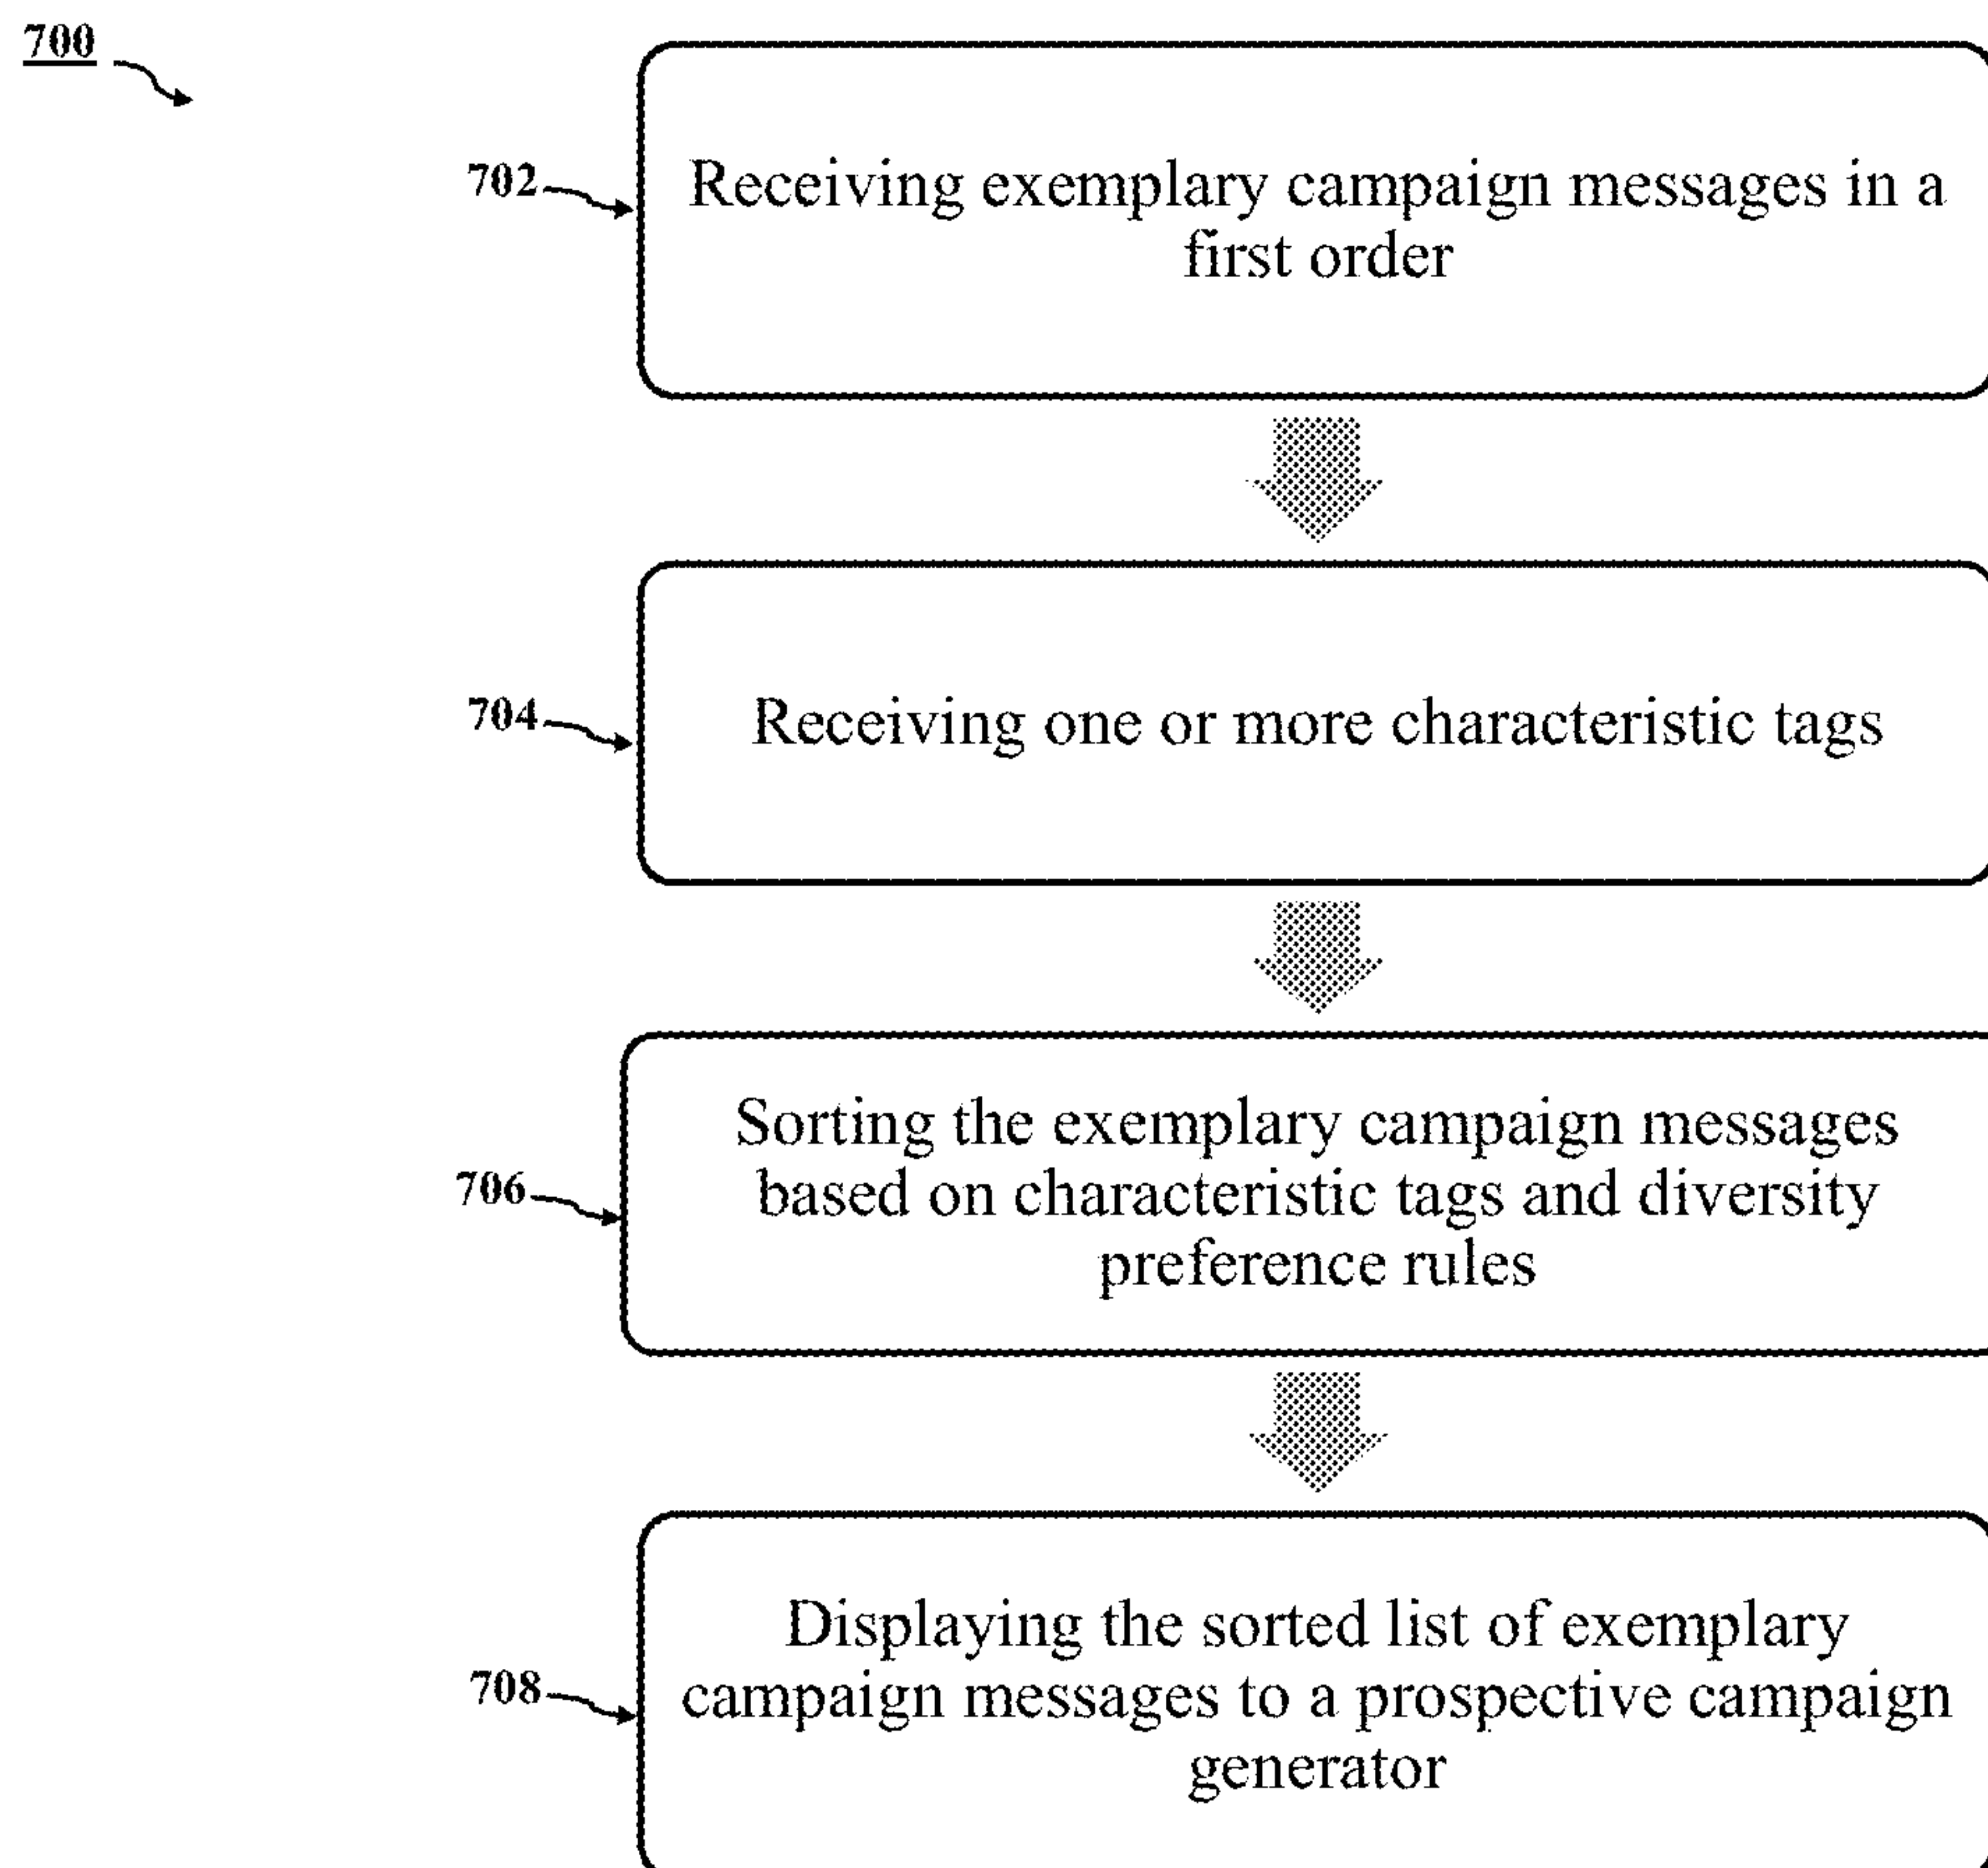 700
702
Receiving exemplary campaign messages in a
first order
704
Receiving one or more characteristic tags
706
Sorting the exemplary campaign messages
based on characteristic tags and diversity
preference rules
708
Displaying the sorted list of exemplary
campaign messages to a prospective campaign
generator